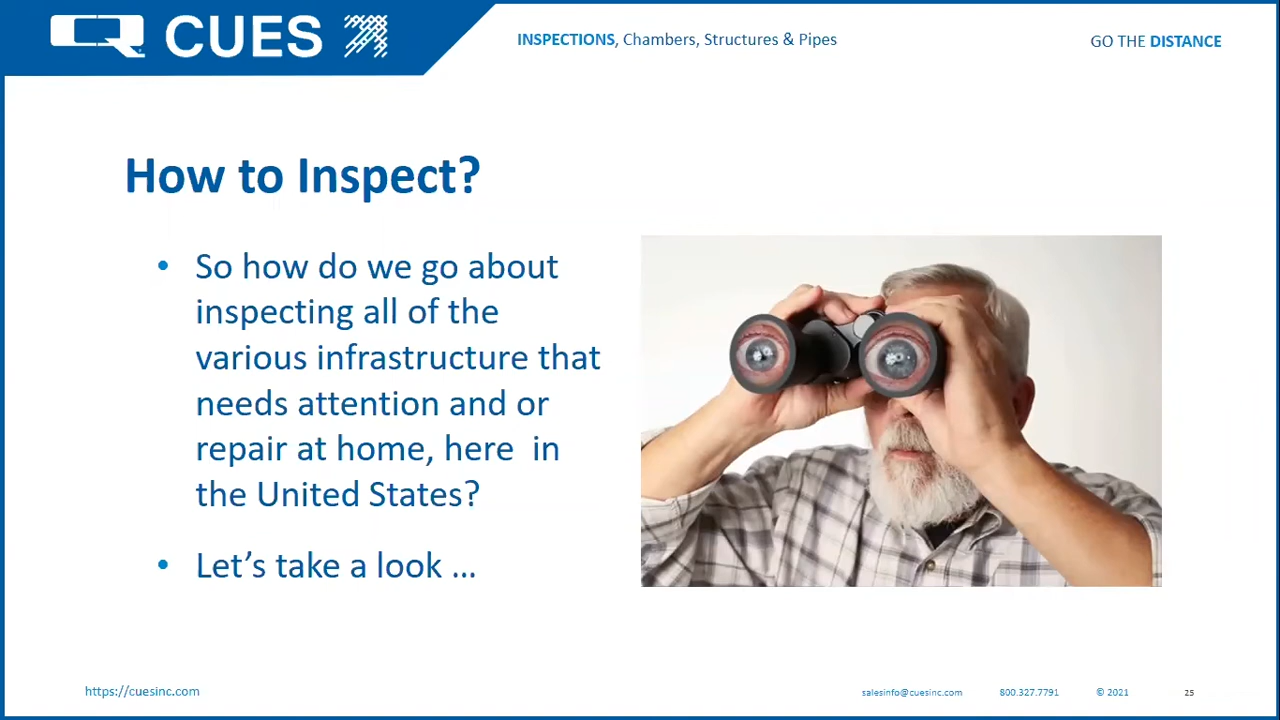 CUES
INSPECTIONS, Chambers, Structures & Pipes
GO THE DISTANCE
How to Inspect?
• So how do we go about
inspecting all of the
various infrastructure that
needs attention and or
repair at home, here in
the United States?
• Let’s take a look ...
https://cuesinc.com
salesinfo@cuesinc.com
800.327.7791
© 2021
25